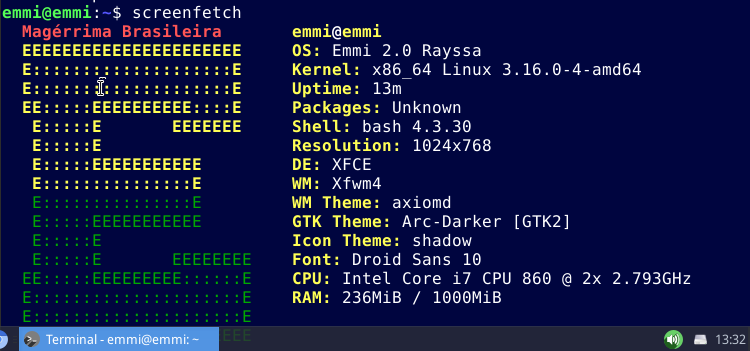 emmi@emmi:~$ screenfetch
Magérrima Brasileira emmi@emmi
EEEEEEEEEEEEEEEEEEEEEE OS: Emmi 2.0 Rayssa
E::::::::::::::::::::E Kernel: x86_64 Linux 3.16.0-4-amd64
E::::::::::::::::::::E Uptime: 13m
EE:::::EEEEEEEEEE::::E Packages: Unknown
E:::::E       EEEEEEE Shell: bash 4.3.30
E:::::E Resolution: 1024x768
E:::::EEEEEEEEEEE DE: XFCE
E:::::::::::::::E WM: Xfwm4
E:::::::::::::::E WM Theme: axiomd
E:::::EEEEEEEEEEE GTK Theme: Arc-Darker [GTK2]
E:::::E Icon Theme: shadow
E:::::E       EEEEEEEE Font: Droid Sans 10
EE:::::EEEEEEEEE::::::E CPU: Intel Core i7 CPU 860 @ 2x 2.793GHz
E:::::::::::::::::::::E RAM: 236MiB / 1000MiB
E:::::::::::::::::::::E
Terminal - emmi@emmi: ~ 13:32